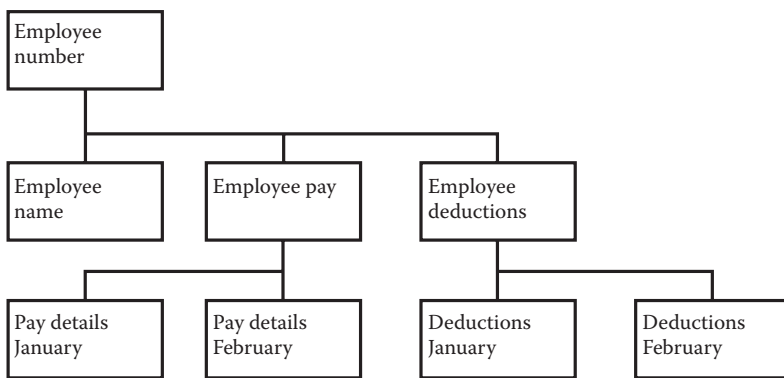 Employee
number
Employee
name
Employee pay
Employee
deductions
Pay details
January
Pay details
February
Deductions
January
Deductions
February